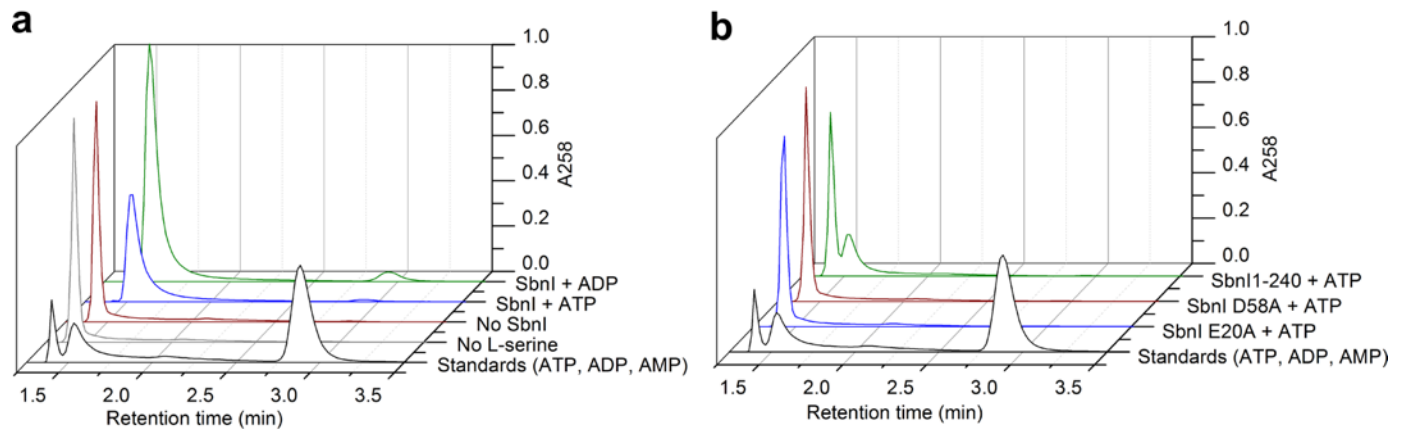 a
1.0
0.8
0.6
0.4
0.2
0.0
A258
SbnI + ADP
SbnI + ATP
No SbnI
No L-serine
Standards (ATP, ADP, AMP)
1.5 2.0 2.5 3.0 3.5
Retention time (min)
b
1.0
0.8
0.6
0.4
0.2
0.0
A258
SbnI1-240 + ATP
SbnI D58A + ATP
SbnI E20A + ATP
Standards (ATP, ADP, AMP)
1.5 2.0 2.5 3.0 3.5
Retention time (min)